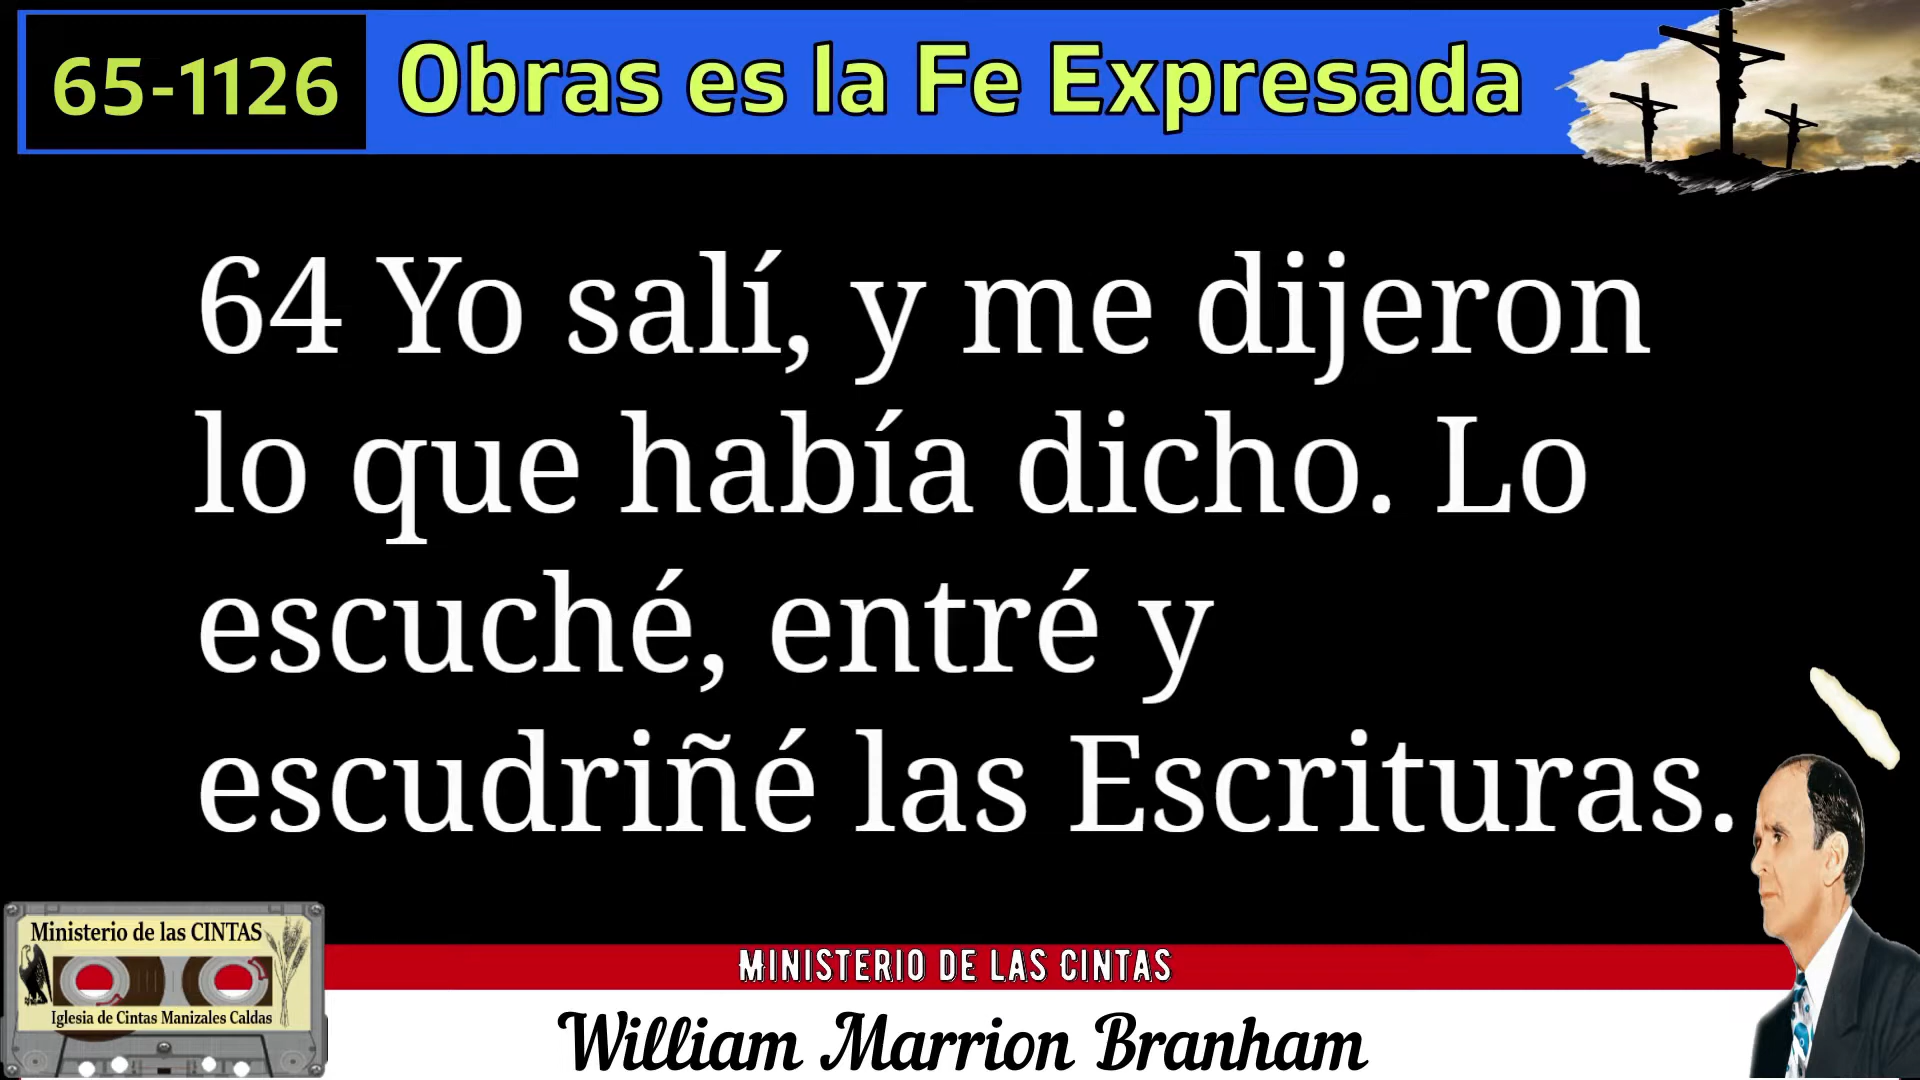 65-1126
Obras es la Fe Expresada
64 Yo salí, y me dijeron
lo que había dicho. Lo
escuché, entré y
escudriñé las Escrituras.
Ministerio de las CINTAS
Iglesia de Cintas Manizales Caldas
MINISTERIO DE LAS CINTAS
William Marrion Branham